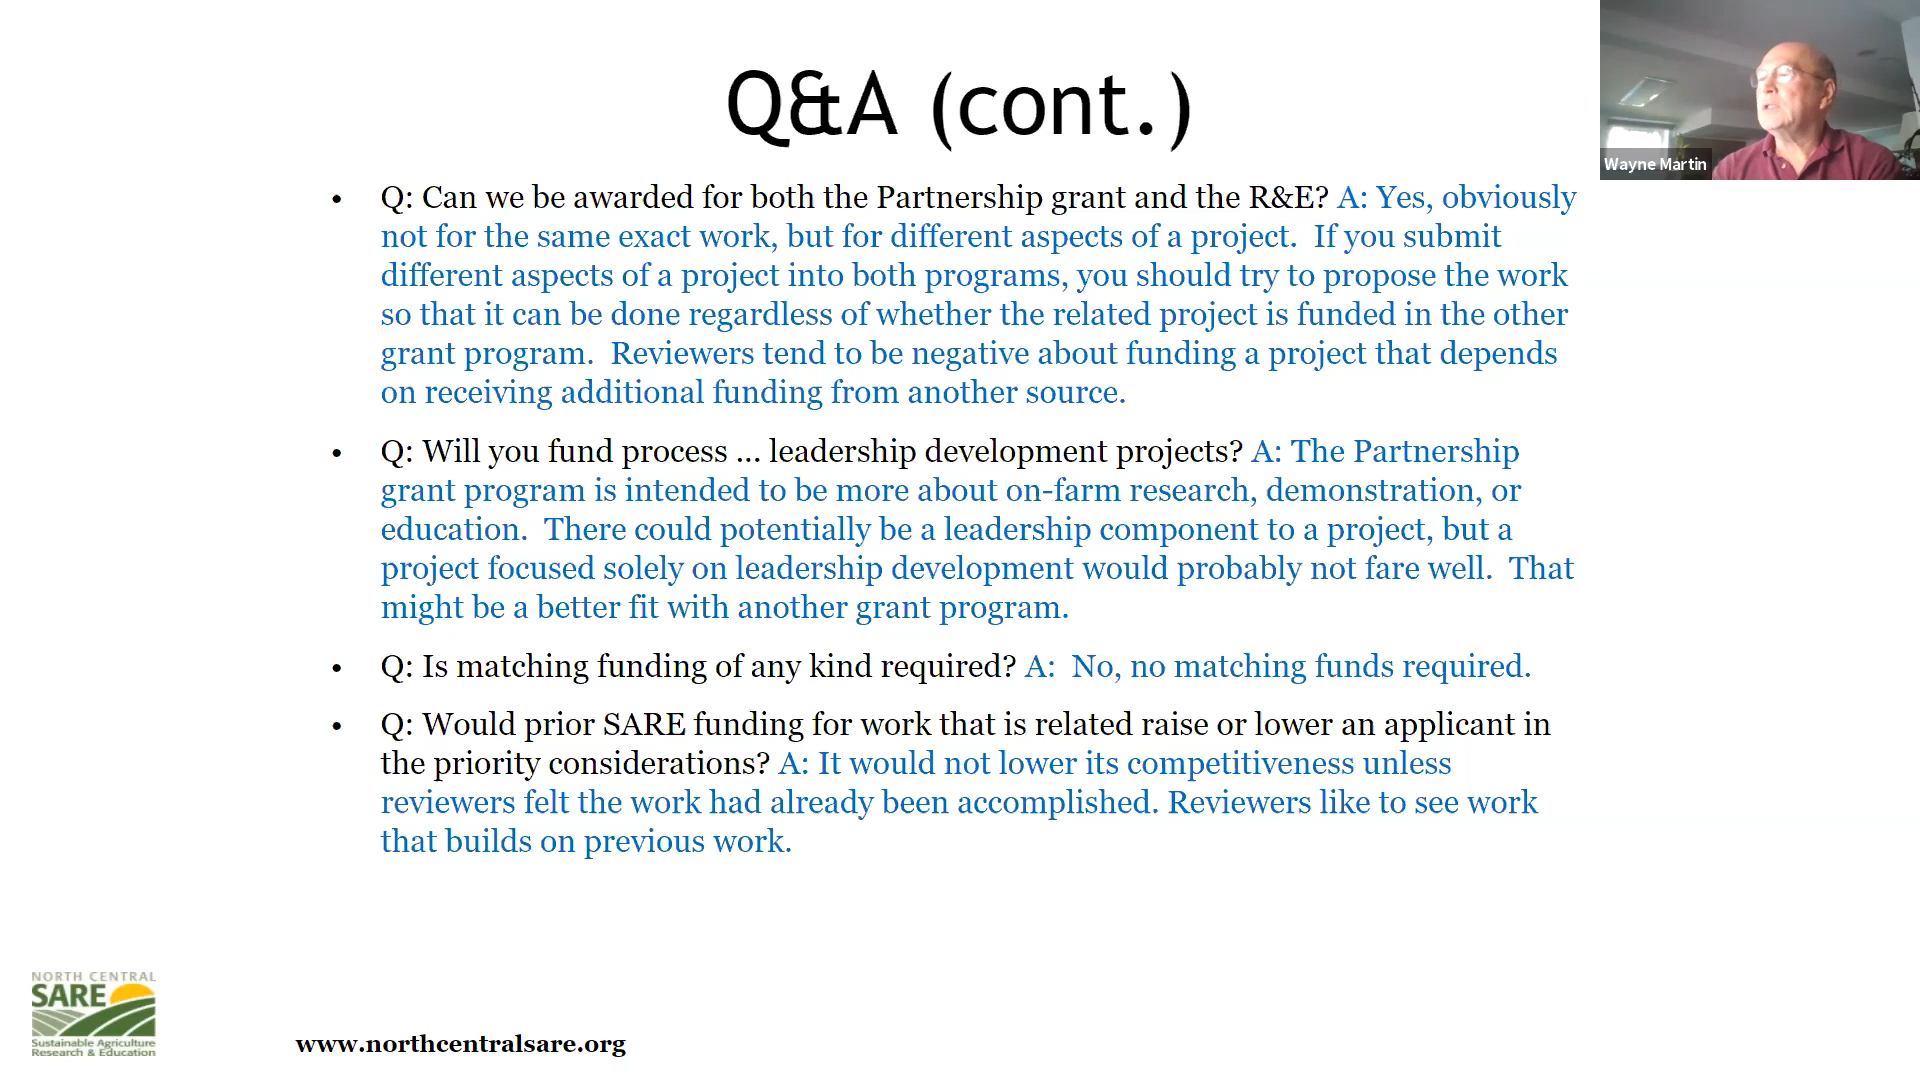 Q&A (cont.)
Wayne Martin
• Q: Can we be awarded for both the Partnership grant and the R&E? A: Yes, obviously
not for the same exact work, but for different aspects of a project.  If you submit
different aspects of a project into both programs, you should try to propose the work
so that it can be done regardless of whether the related project is funded in the other
grant program.  Reviewers tend to be negative about funding a project that depends
on receiving additional funding from another source.
• Q: Will you fund process ... leadership development projects? A: The Partnership
grant program is intended to be more about on-farm research, demonstration, or
education.  There could potentially be a leadership component to a project, but a
project focused solely on leadership development would probably not fare well.  That
might be a better fit with another grant program.
• Q: Is matching funding of any kind required? A:  No, no matching funds required.
• Q: Would prior SARE funding for work that is related raise or lower an applicant in
the priority considerations? A: It would not lower its competitiveness unless
reviewers felt the work had already been accomplished. Reviewers like to see work
that builds on previous work.
NORTH CENTRAL
SARE
Sustainable Agriculture
Research & Education
www.northcentralsare.org